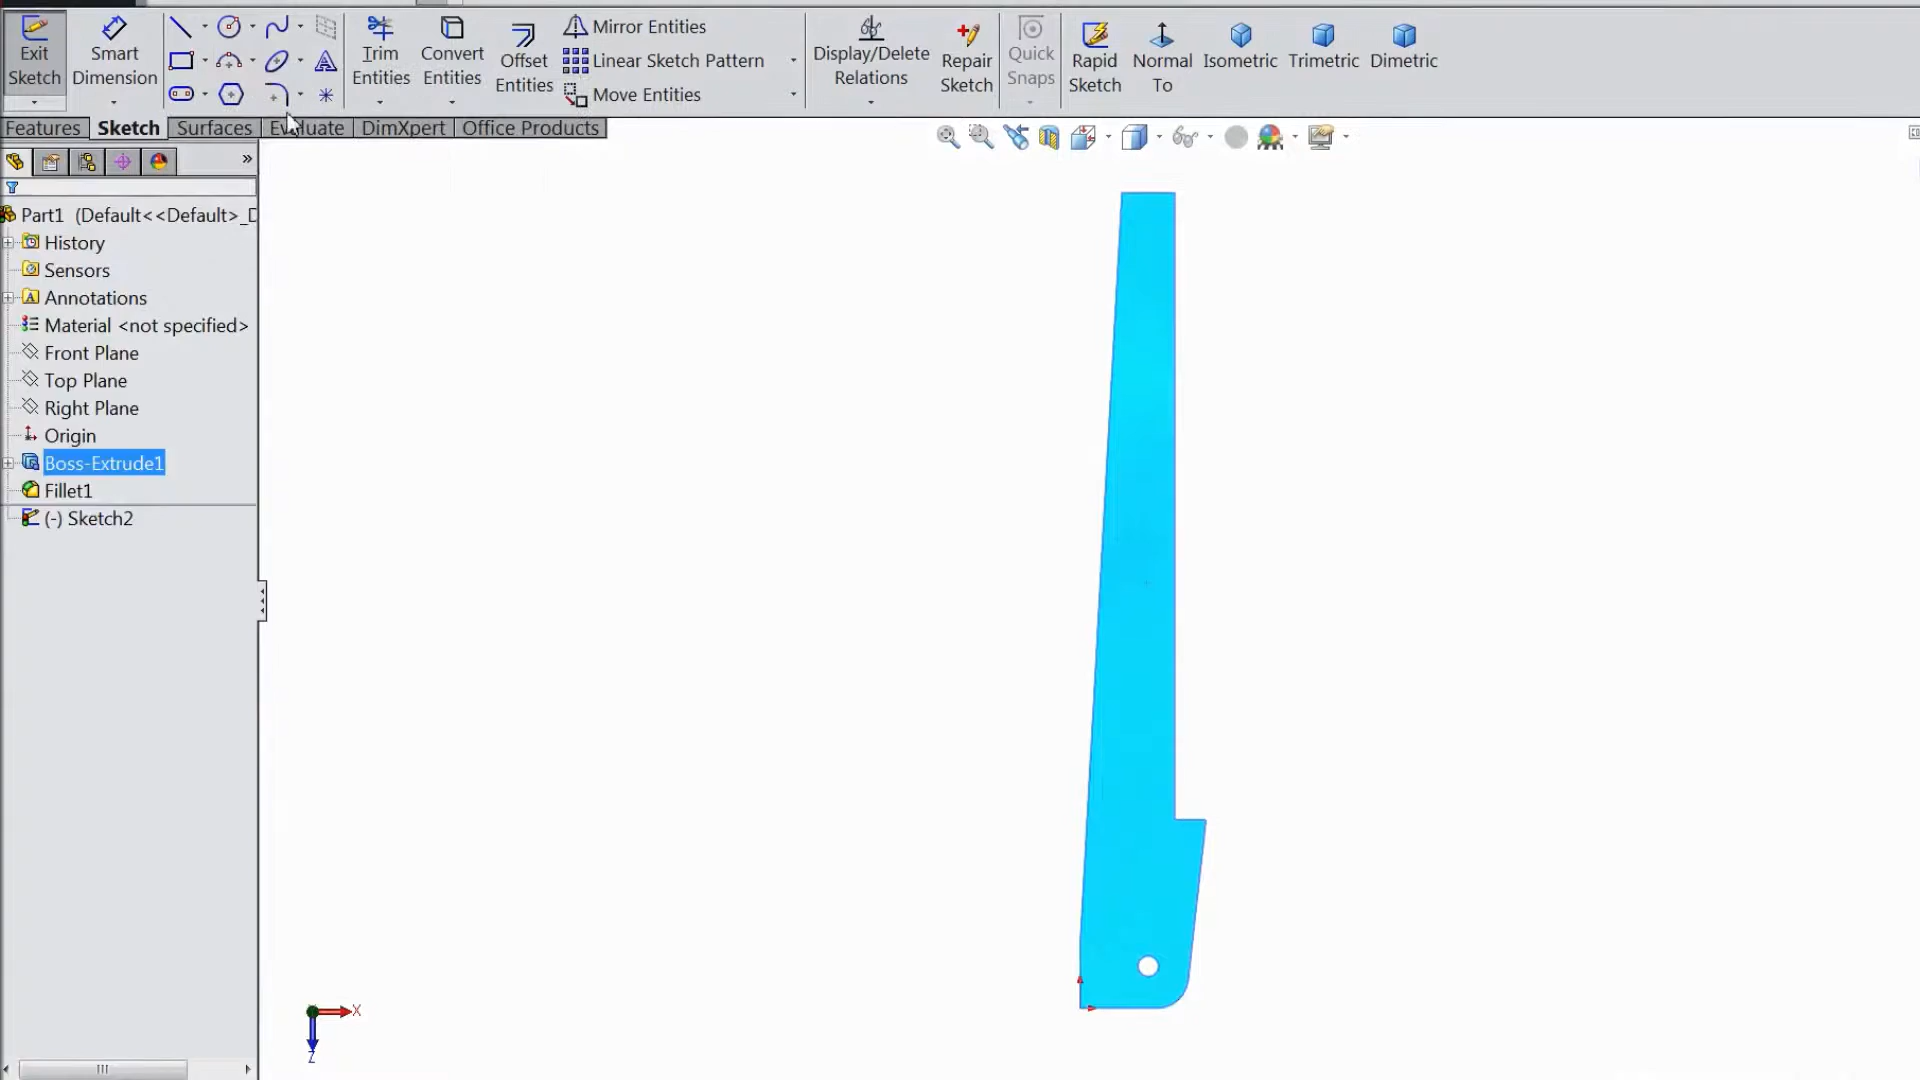 Exit Sketch
Smart Dimension
Trim Entities
Convert Entities
Offset Entities
Mirror Entities
Linear Sketch Pattern
Move Entities
Display/Delete Relations
Repair Sketch
Quick Snaps
Rapid Sketch
Normal To
Isometric
Trimetric
Dimetric
Features
Sketch
Surfaces
Evaluate
DimXpert
Office Products
»
Part1 (Default<<Default>_D
History
Sensors
Annotations
Material <not specified>
Front Plane
Top Plane
Right Plane
Origin
Boss-Extrude1
Fillet1
(-) Sketch2
X
Z